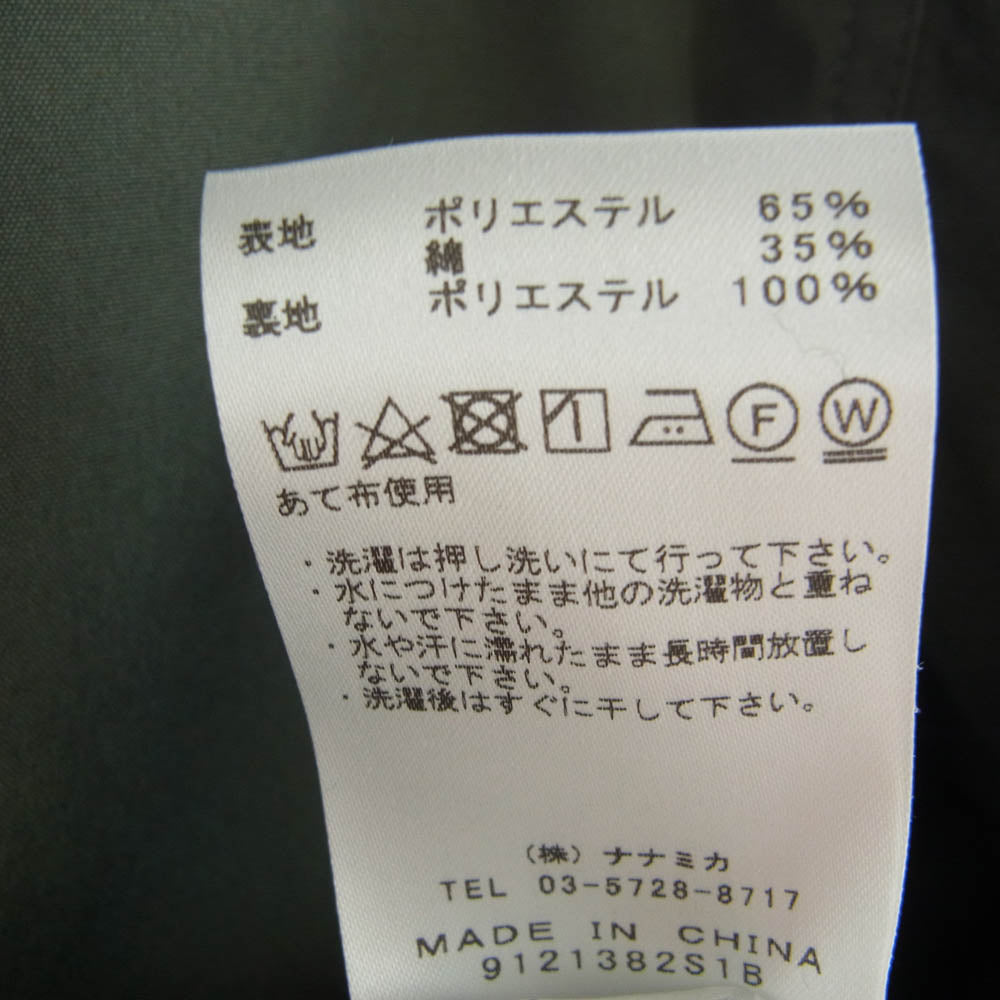 表地 ポリエステル 65%
綿 35%
裏地 ポリエステル 100%
F W
あて布使用
・洗濯は押し洗いにて行って下さい。
・水につけたまま他の洗濯物と重ね
ないで下さい。
・水や汗に濡れたまま長時間放置し
ないで下さい。
・洗濯後はすぐに干して下さい。
（株）ナナミカ
TEL 03-5728-8717
MADE IN CHINA
9121382S1B